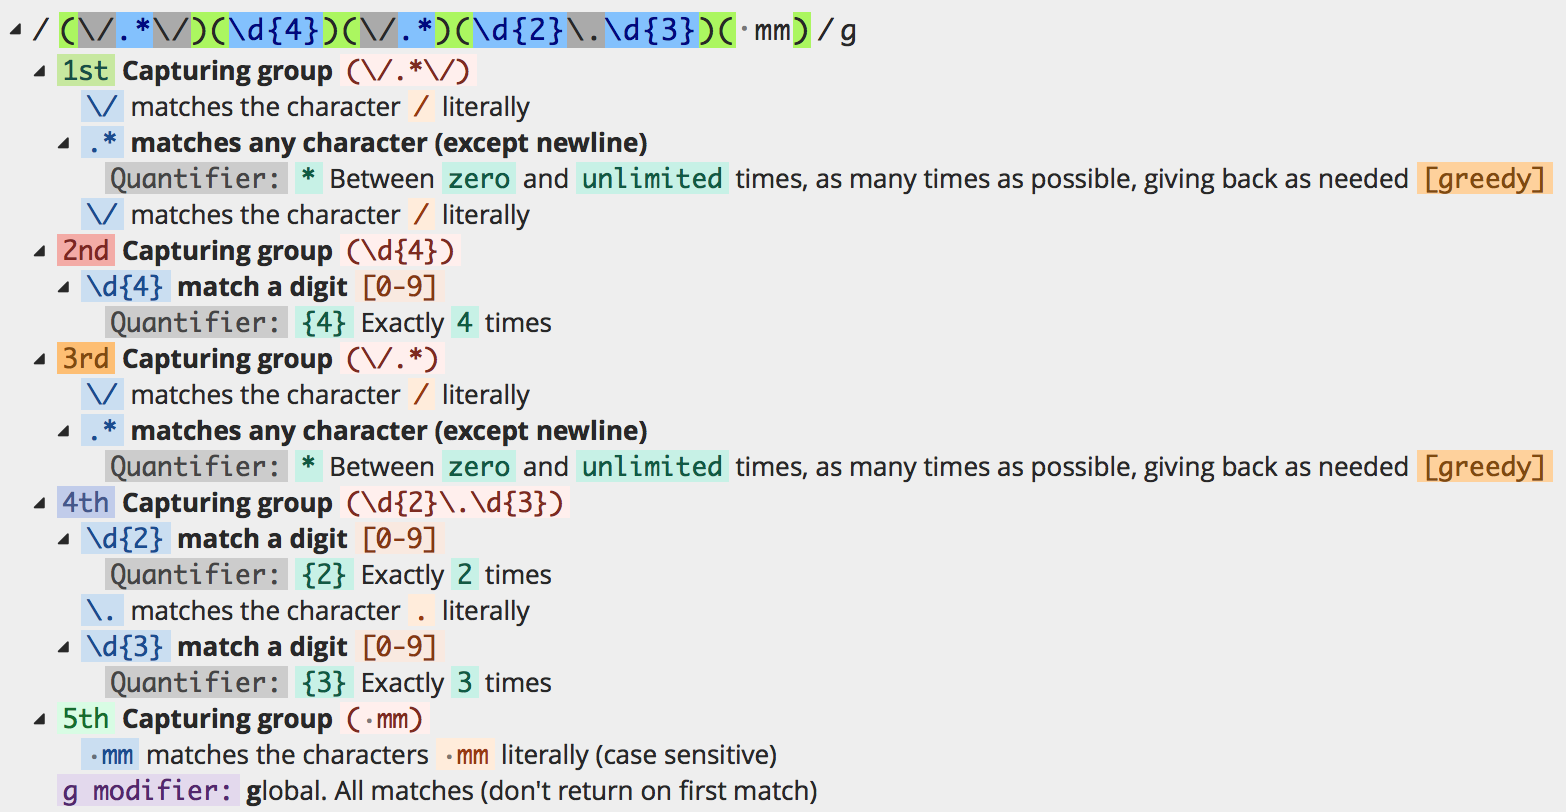 / (\/.*\/)(\d{4})(\/.*)(\d{2}\.\d{3})(·mm) / g
1st Capturing group (\/.*\/)
\/ matches the character / literally
.* matches any character (except newline)
Quantifier: * Between zero and unlimited times, as many times as possible, giving back as needed [greedy]
\/ matches the character / literally
2nd Capturing group (\d{4})
\d{4} match a digit [0-9]
Quantifier: {4} Exactly 4 times
3rd Capturing group (\/.*)
\/ matches the character / literally
.* matches any character (except newline)
Quantifier: * Between zero and unlimited times, as many times as possible, giving back as needed [greedy]
4th Capturing group (\d{2}\.\d{3})
\d{2} match a digit [0-9]
Quantifier: {2} Exactly 2 times
\. matches the character . literally
\d{3} match a digit [0-9]
Quantifier: {3} Exactly 3 times
5th Capturing group (·mm)
·mm matches the characters ·mm literally (case sensitive)
g modifier: global. All matches (don't return on first match)